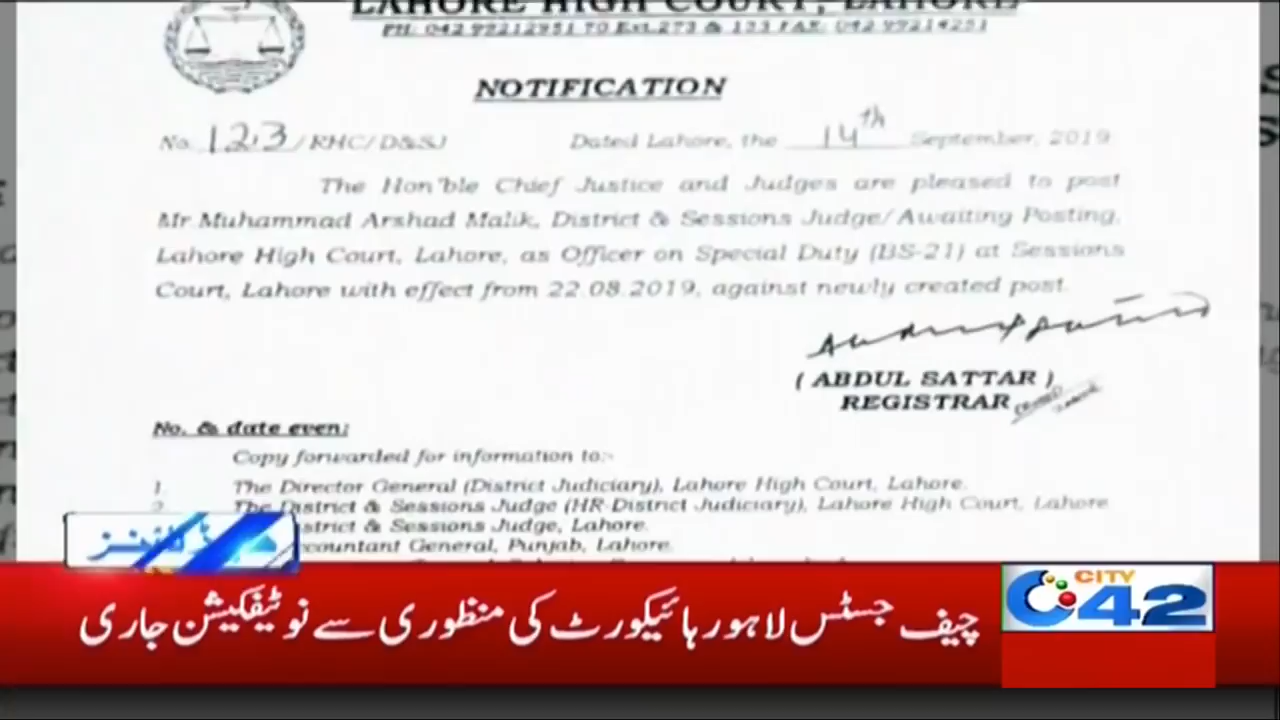 LAHORE HIGH COURT, LAHORE
PH: 042 99212951 TO Ext.273 & 133 FAX: 042 99214251
NOTIFICATION
No. 123/RHC/D&SJ Dated Lahore, the 14th September, 2019
The Hon'ble Chief Justice and Judges are pleased to post
Mr Muhammad Arshad Malik, District & Sessions Judge/Awaiting Posting,
Lahore High Court, Lahore, as Officer on Special Duty (BS-21) at Sessions
Court, Lahore with effect from 22.08.2019, against newly created post.
( ABDUL SATTAR )
REGISTRAR
No. & date even:
Copy forwarded for information to:-
1. The Director General (District Judiciary), Lahore High Court, Lahore.
2. The District & Sessions Judge (HR-District Judiciary), Lahore High Court, Lahore
District & Sessions Judge, Lahore.
ccountant General, Punjab, Lahore.
ہیڈ لائنز
CITY
42
چیف جسٹس لاہور ہائیکورٹ کی منظوری سے نوٹیفکیشن جاری